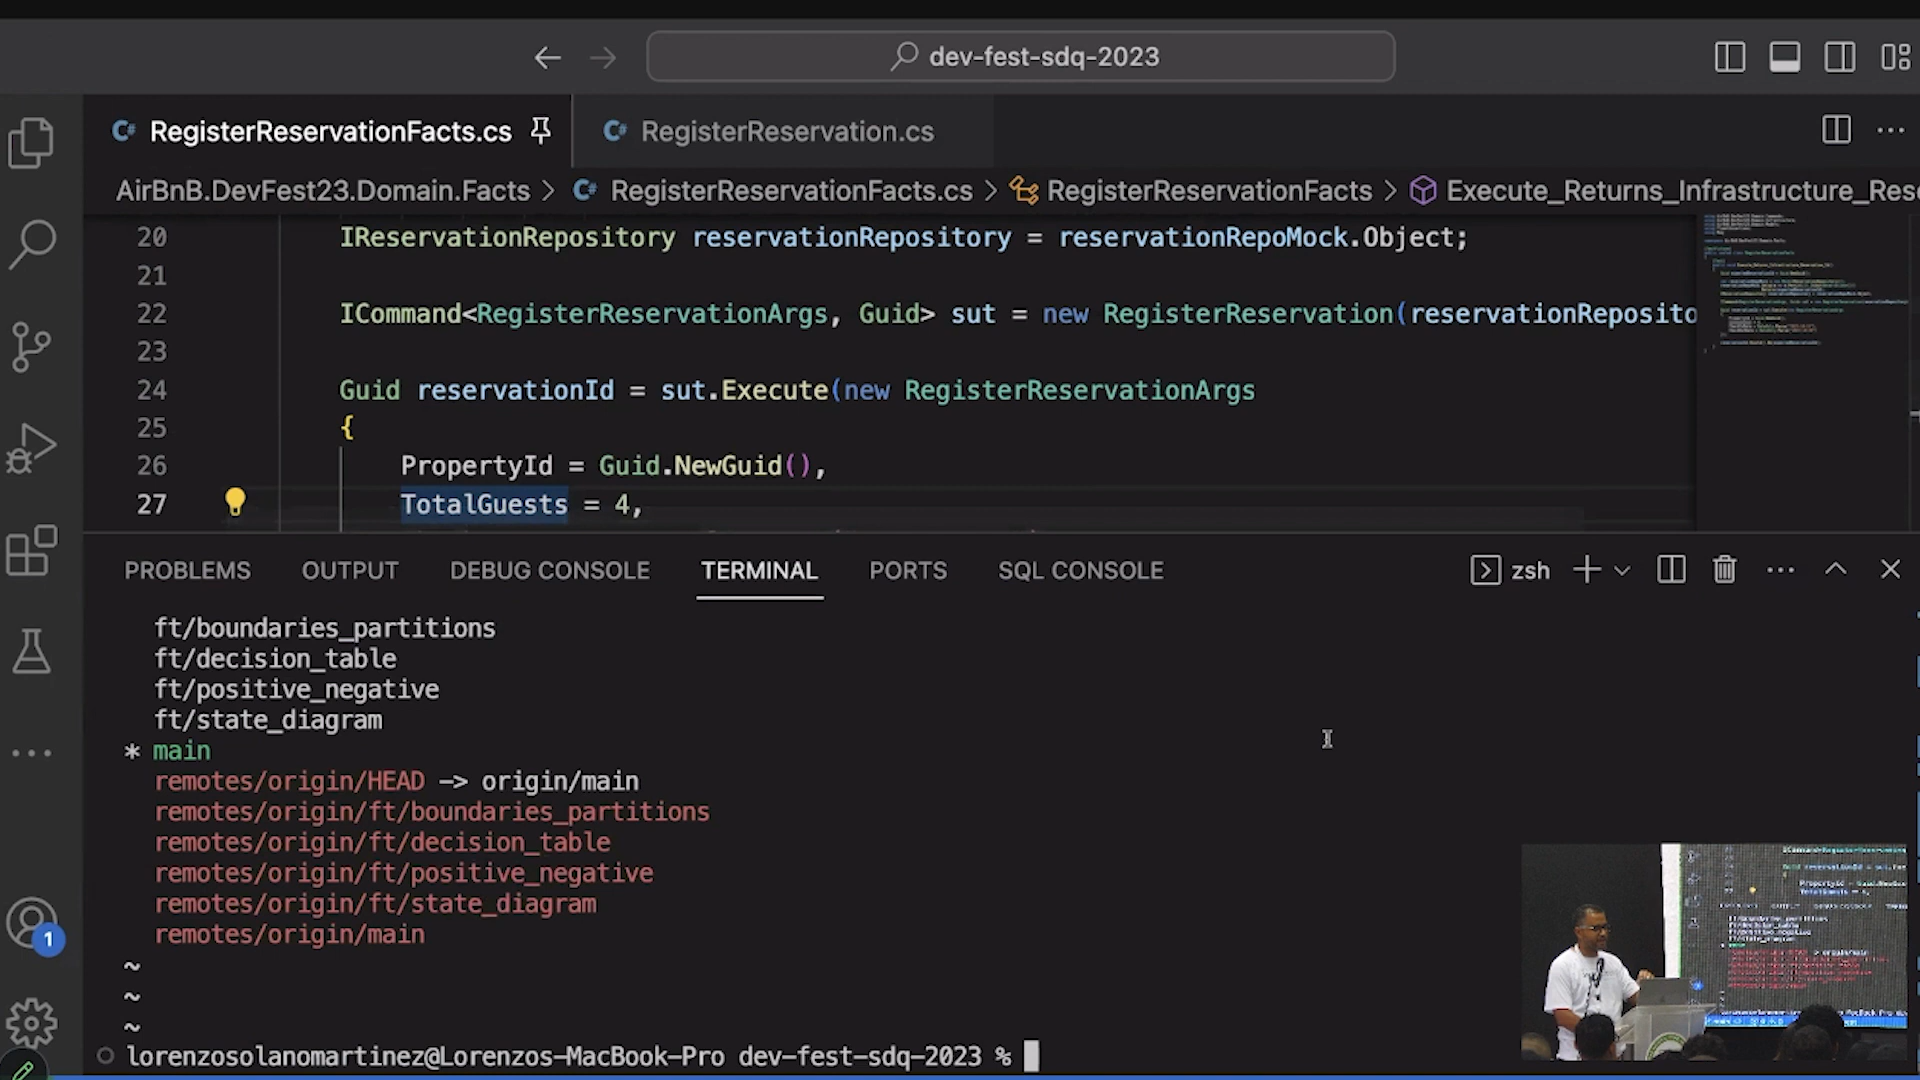 dev-fest-sdq-2023
RegisterReservationFacts.cs
RegisterReservation.cs
AirBnB.DevFest23.Domain.Facts > RegisterReservationFacts.cs > RegisterReservationFacts > Execute_Returns_Infrastructure_Res
20 IReservationRepository reservationRepository = reservationRepoMock.Object;
21
22 ICommand<RegisterReservationArgs, Guid> sut = new RegisterReservation(reservationReposito
23
24 Guid reservationId = sut.Execute(new RegisterReservationArgs
25 {
26 PropertyId = Guid.NewGuid(),
27 TotalGuests = 4,
PROBLEMS OUTPUT DEBUG CONSOLE TERMINAL PORTS SQL CONSOLE zsh
ft/boundaries_partitions
ft/decision_table
ft/positive_negative
ft/state_diagram
* main
remotes/origin/HEAD -> origin/main
remotes/origin/ft/boundaries_partitions
remotes/origin/ft/decision_table
remotes/origin/ft/positive_negative
remotes/origin/ft/state_diagram
remotes/origin/main
~
~
~
lorenzosolanomartinez@Lorenzos-MacBook-Pro dev-fest-sdq-2023 %
1